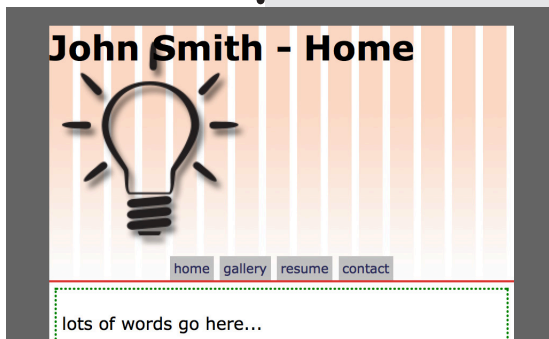 John Smith - Home
home gallery resume contact
lots of words go here...